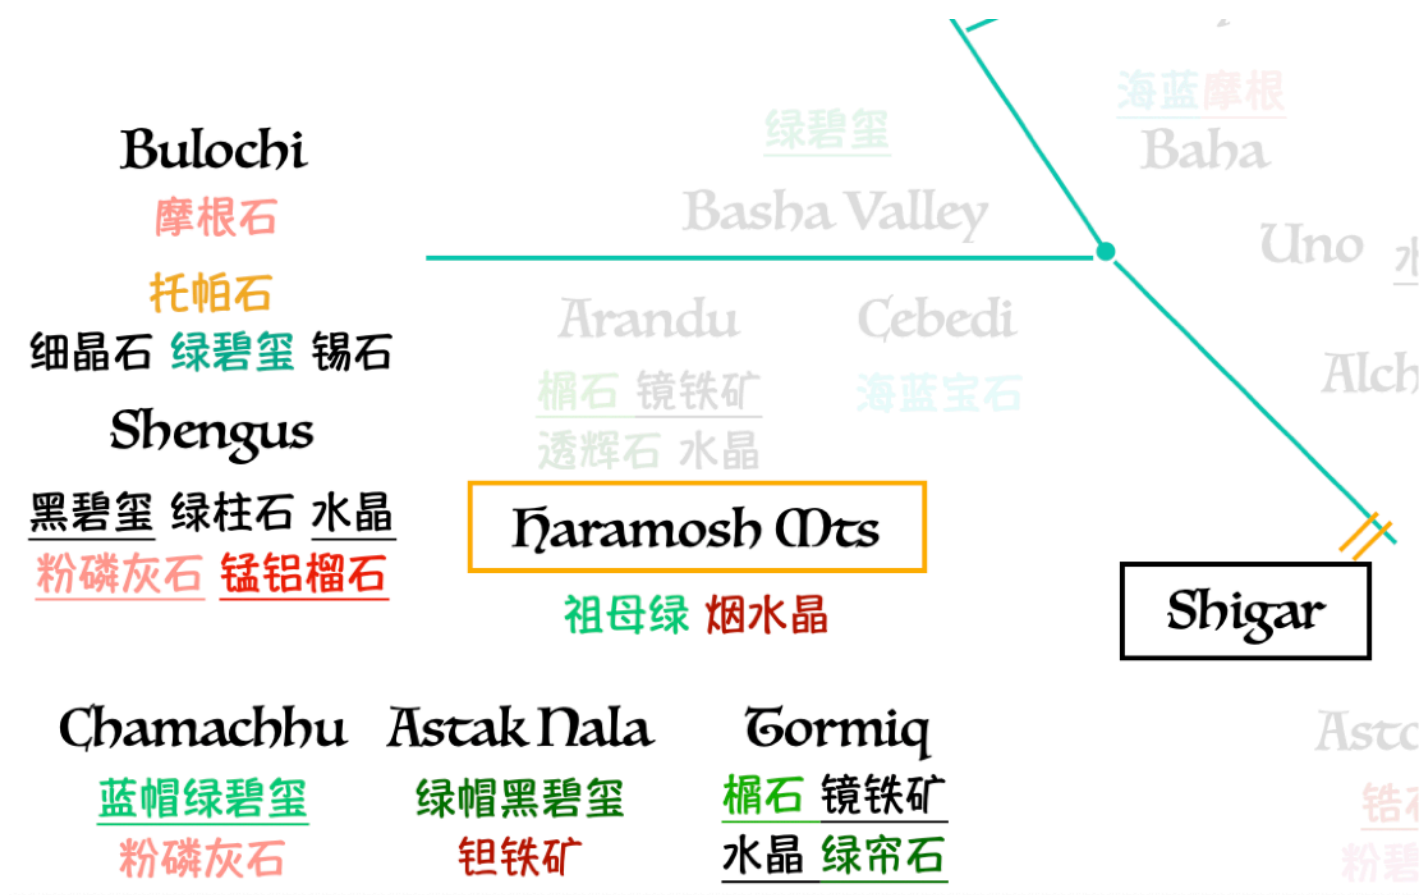 海蓝摩根
Baha
绿碧玺
Basha Valley
Uno
Bulochi
摩根石
托帕石
细晶石 绿碧玺 锡石
Arandu
榍石 镜铁矿
透辉石 水晶
Cebedi
海蓝宝石
Alch
Shengus
黑碧玺 绿柱石 水晶
粉磷灰石 锰铝榴石
Haramosh Mts
祖母绿 烟水晶
Shigar
Chamachhu
蓝帽绿碧玺
粉磷灰石
Astak Nala
绿帽黑碧玺
钽铁矿
Tormiq
榍石 镜铁矿
水晶 绿帘石
Asto
锆
粉碧